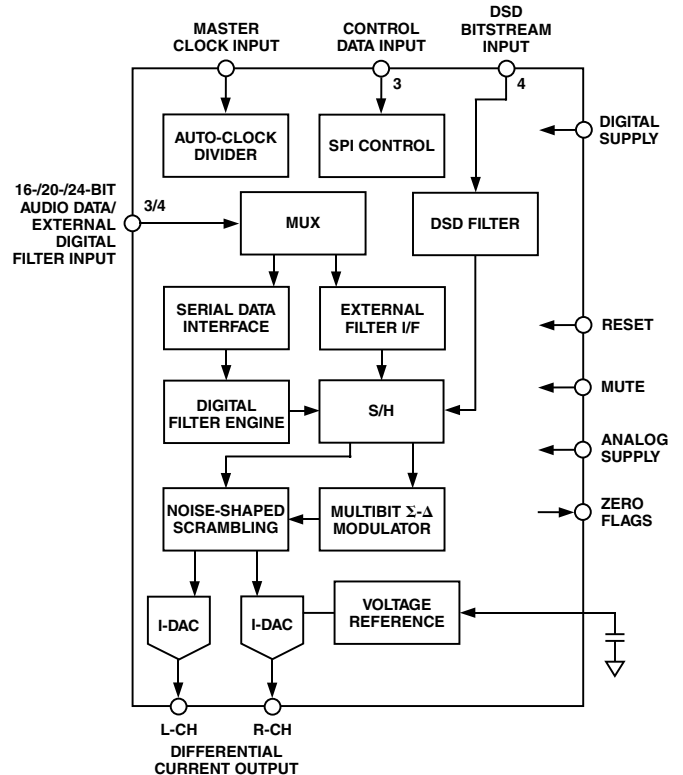 MASTER
CLOCK INPUT
CONTROL
DATA INPUT
DSD
BITSTREAM
INPUT
3
4
AUTO-CLOCK
DIVIDER
SPI CONTROL
DIGITAL
SUPPLY
16-/20-/24-BIT
AUDIO DATA/
EXTERNAL
DIGITAL
FILTER INPUT
3/4
MUX
DSD FILTER
SERIAL DATA
INTERFACE
EXTERNAL
FILTER I/F
RESET
DIGITAL
FILTER ENGINE
S/H
MUTE
ANALOG
SUPPLY
NOISE-SHAPED
SCRAMBLING
MULTIBIT Σ-Δ
MODULATOR
ZERO
FLAGS
I-DAC
I-DAC
VOLTAGE
REFERENCE
L-CH
R-CH
DIFFERENTIAL
CURRENT OUTPUT